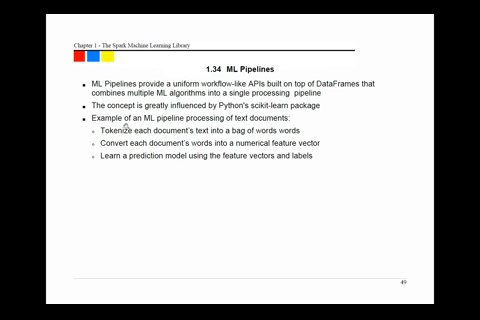 Chapter 1 - The Spark Machine Learning Library
1.34 ML Pipelines
ML Pipelines provide a uniform workflow-like APIs built on top of DataFrames that
combines multiple ML algorithms into a single processing pipeline
The concept is greatly influenced by Python's scikit-learn package
Example of an ML pipeline processing of text documents:
Tokenize each document's text into a bag of words words
Convert each document's words into a numerical feature vector
Learn a prediction model using the feature vectors and labels
49